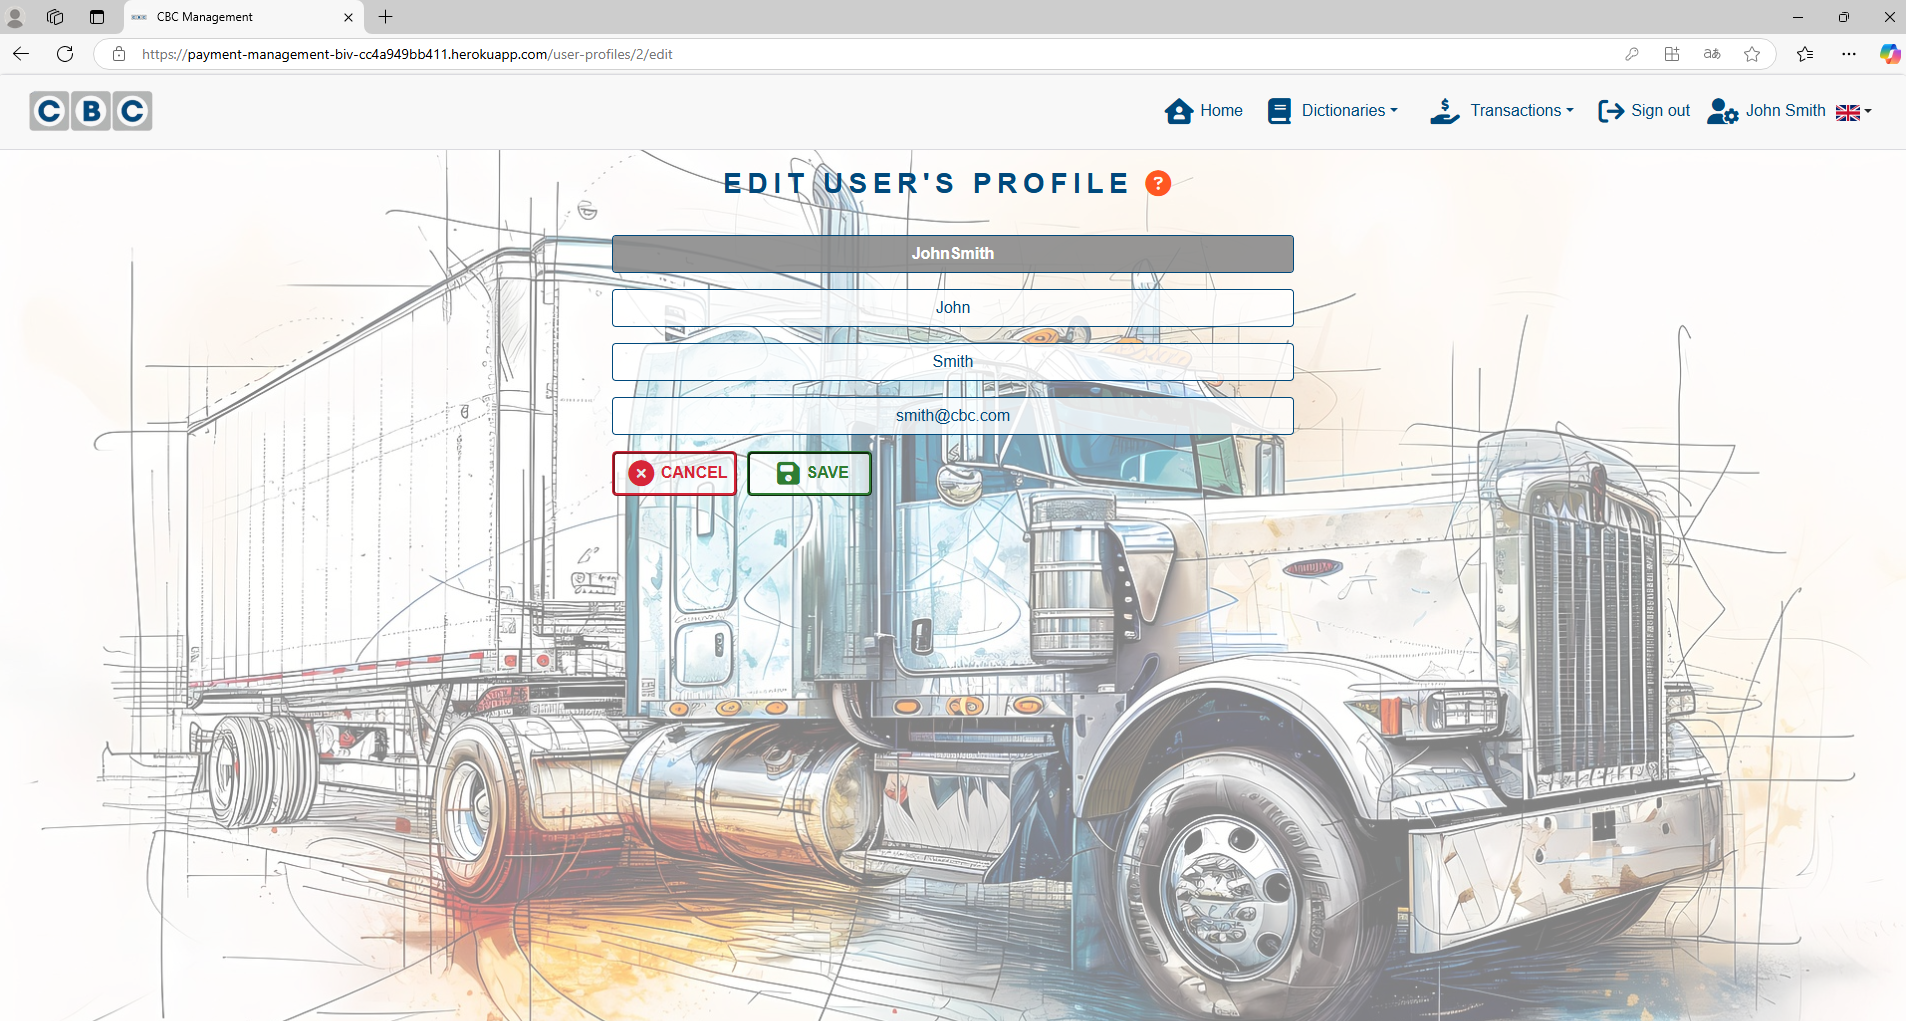 CBC Management
https://payment-management-biv-cc4a949bb411.herokuapp.com/user-profiles/2/edit
CBC
Home
Dictionaries
Transactions
Sign out
John Smith
EDIT USER'S PROFILE ?
JohnSmith
John
Smith
smith@cbc.com
CANCEL
SAVE